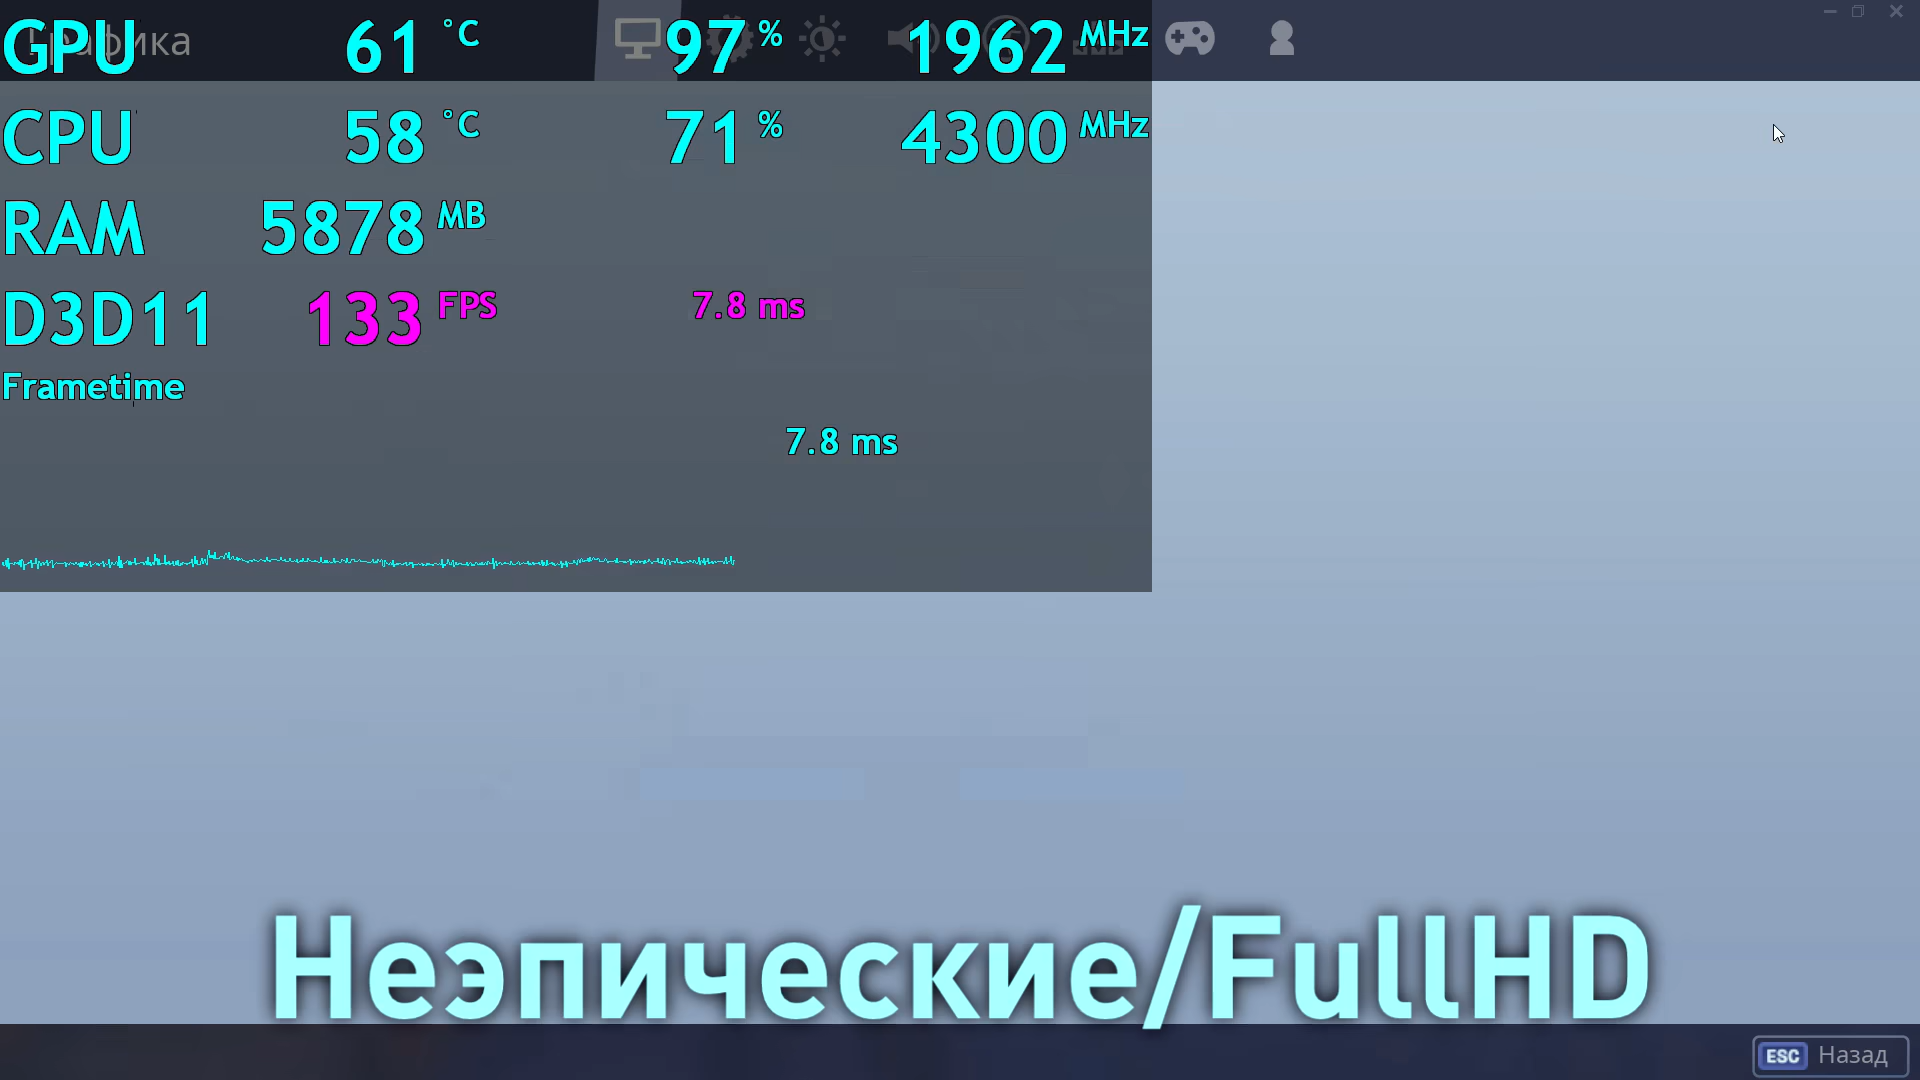 Графика
GPU 61 °C 97 % 1962 MHz
CPU 58 °C 71 % 4300 MHz
RAM 5878 MB
D3D11 133 FPS 7.8 ms
Frametime
7.8 ms
Неэпические/FullHD
ESC Назад